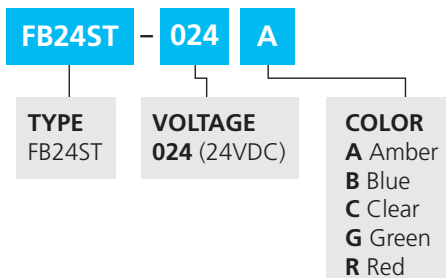 FB24ST – 024 A
TYPE
FB24ST
VOLTAGE
024 (24VDC)
COLOR
A Amber
B Blue
C Clear
G Green
R Red